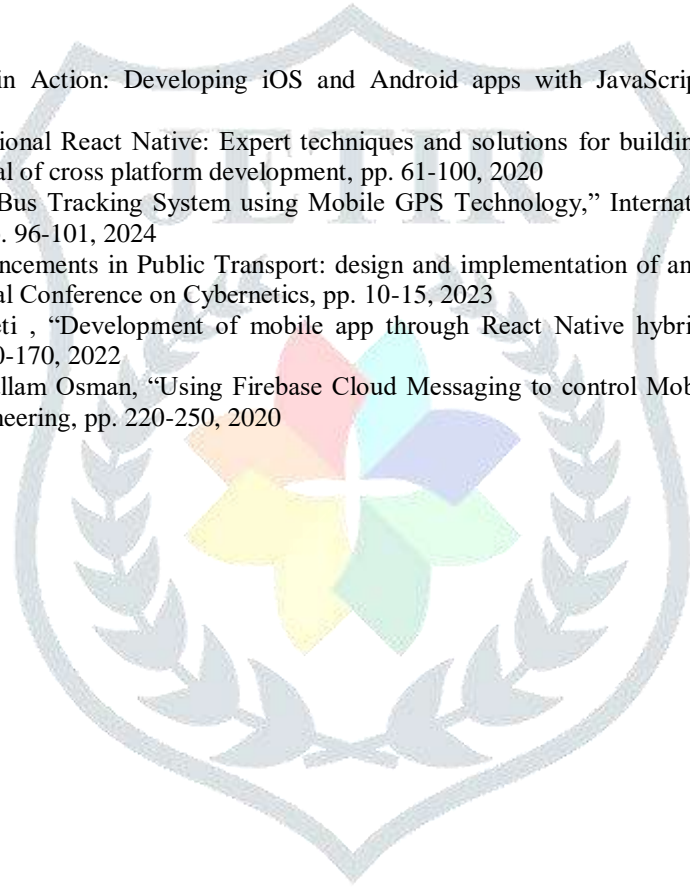 in Action: Developing iOS and Android apps with JavaScrip
JETIR
ional React Native: Expert techniques and solutions for buildin
al of cross platform development, pp. 61-100, 2020
Bus Tracking System using Mobile GPS Technology,” Internat
. 96-101, 2024
ncements in Public Transport: design and implementation of an
al Conference on Cybernetics, pp. 10-15, 2023
eti , “Development of mobile app through React Native hybri
0-170, 2022
llam Osman, “Using Firebase Cloud Messaging to control Mob
neering, pp. 220-250, 2020